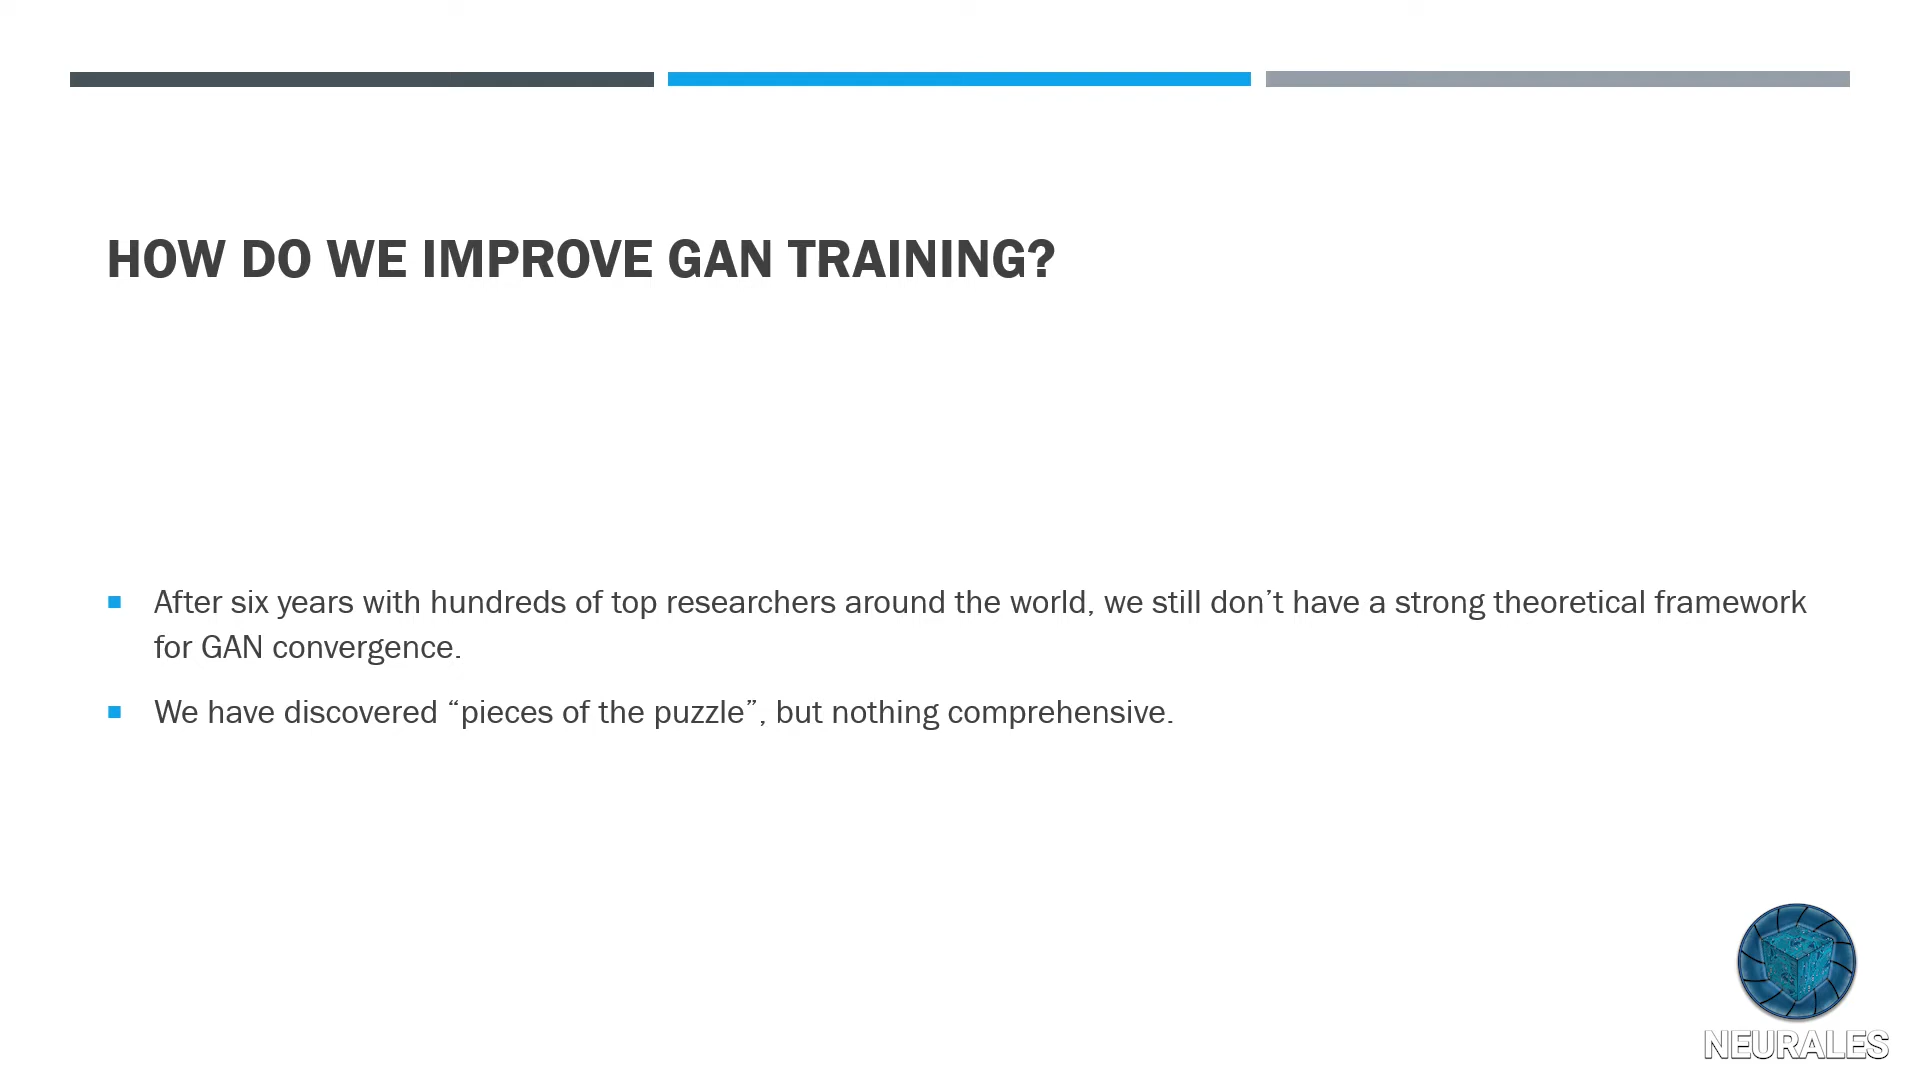 HOW DO WE IMPROVE GAN TRAINING?
After six years with hundreds of top researchers around the world, we still don’t have a strong theoretical framework
for GAN convergence.
We have discovered “pieces of the puzzle”, but nothing comprehensive.
NEURALES